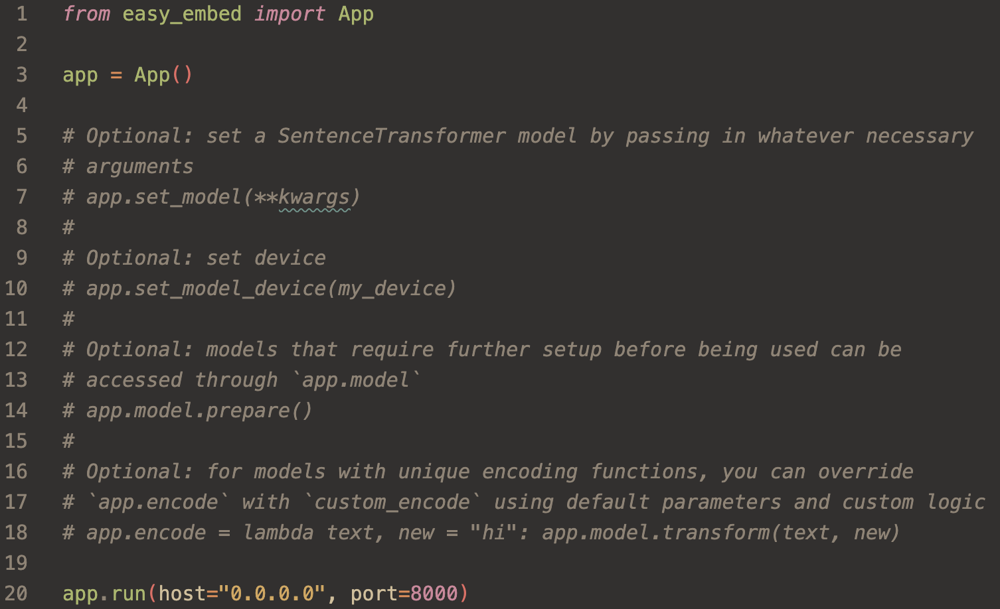 1 from easy_embed import App
2
3 app = App()
4
5 # Optional: set a SentenceTransformer model by passing in whatever necessary
6 # arguments
7 # app.set_model(**kwargs)
8 #
9 # Optional: set device
10 # app.set_model_device(my_device)
11 #
12 # Optional: models that require further setup before being used can be
13 # accessed through `app.model`
14 # app.model.prepare()
15 #
16 # Optional: for models with unique encoding functions, you can override
17 # `app.encode` with `custom_encode` using default parameters and custom logic
18 # app.encode = lambda text, new = "hi": app.model.transform(text, new)
19
20 app.run(host="0.0.0.0", port=8000)